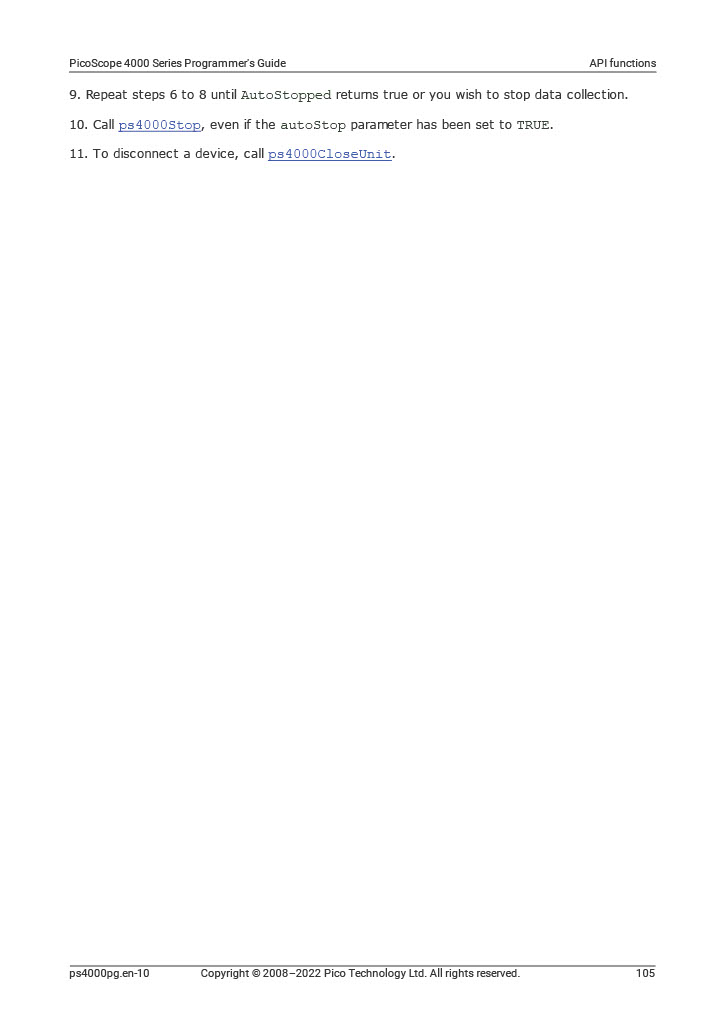 PicoScope 4000 Series Programmer's Guide API functions
9. Repeat steps 6 to 8 until AutoStopped returns true or you wish to stop data collection.
10. Call ps4000Stop, even if the autoStop parameter has been set to TRUE.
11. To disconnect a device, call ps4000CloseUnit.
ps4000pg.en-10 Copyright © 2008–2022 Pico Technology Ltd. All rights reserved. 105